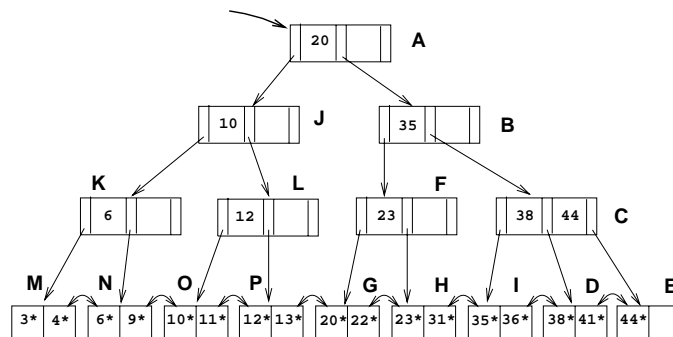 20 A
10 J 35 B
K L F
6 12 23 38 44 C
M N O P G H I D E
3* 4* 6* 9* 10* 11* 12* 13* 20* 22* 23* 31* 35* 36* 38* 41* 44*